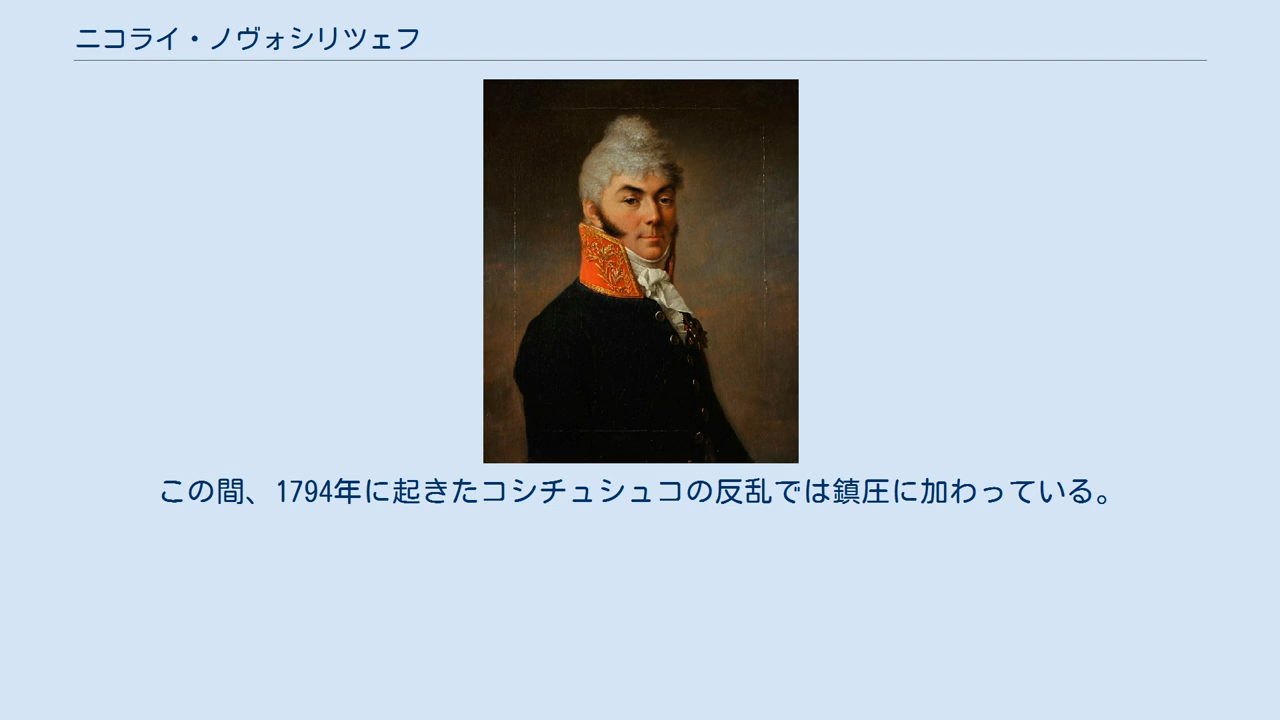 ニコライ・ノヴォシリツェフ
この間、1794年に起きたコシチュシュコの反乱では鎮圧に加わっている。